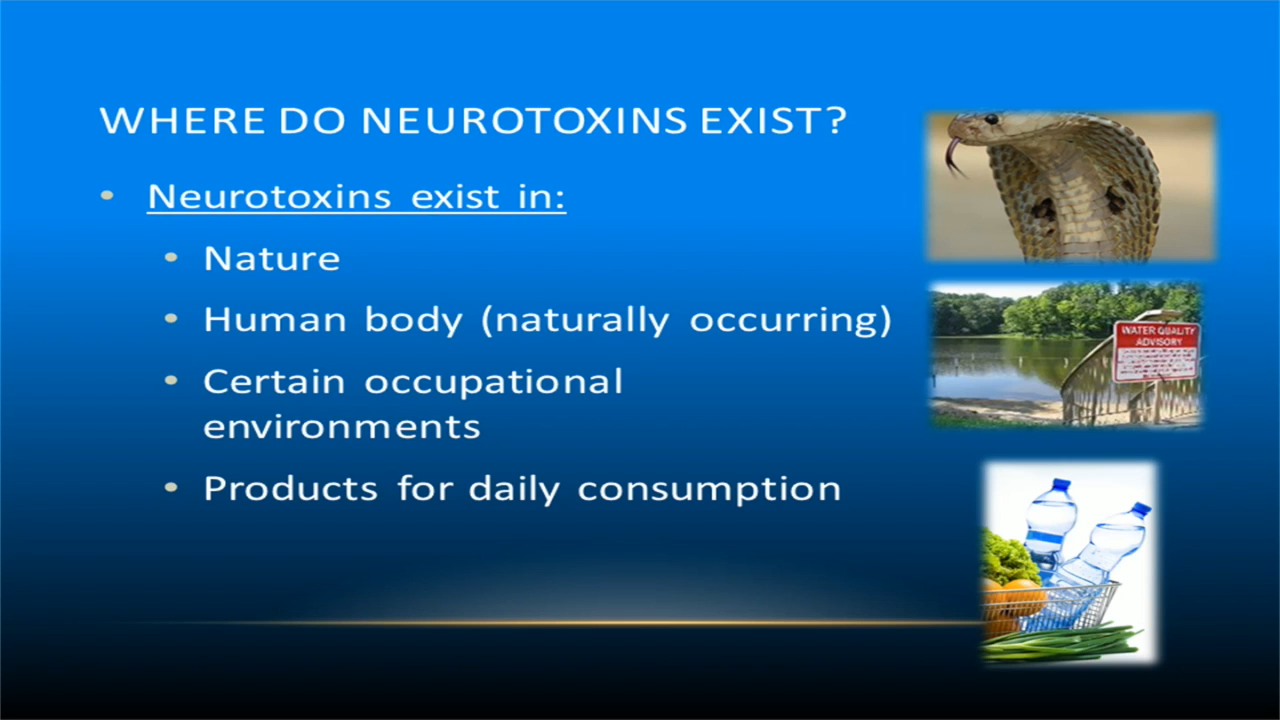 WHERE DO NEUROTOXINS EXIST?
• Neurotoxins exist in:
• Nature
• Human body (naturally occurring)
• Certain occupational
environments
• Products for daily consumption
WATER QUALITY
ADVISORY